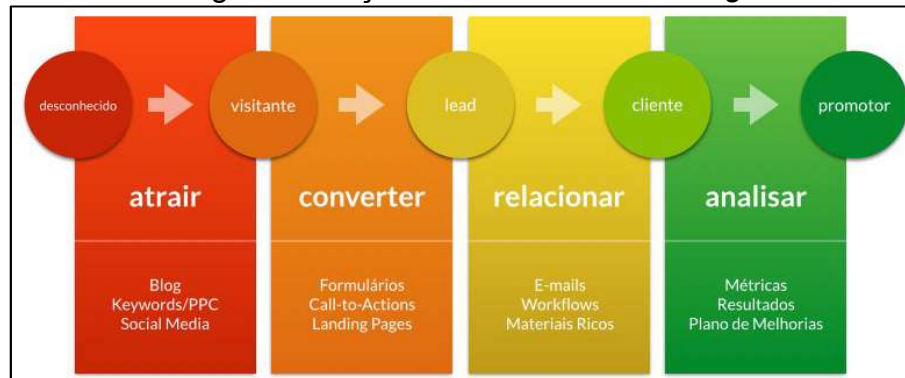 desconhecido
visitante
lead
cliente
promotor
atrair
converter
relacionar
analisar
Blog
Keywords/PPC
Social Media
Formulários
Call-to-Actions
Landing Pages
E-mails
Workflows
Materiais Ricos
Métricas
Resultados
Plano de Melhorias